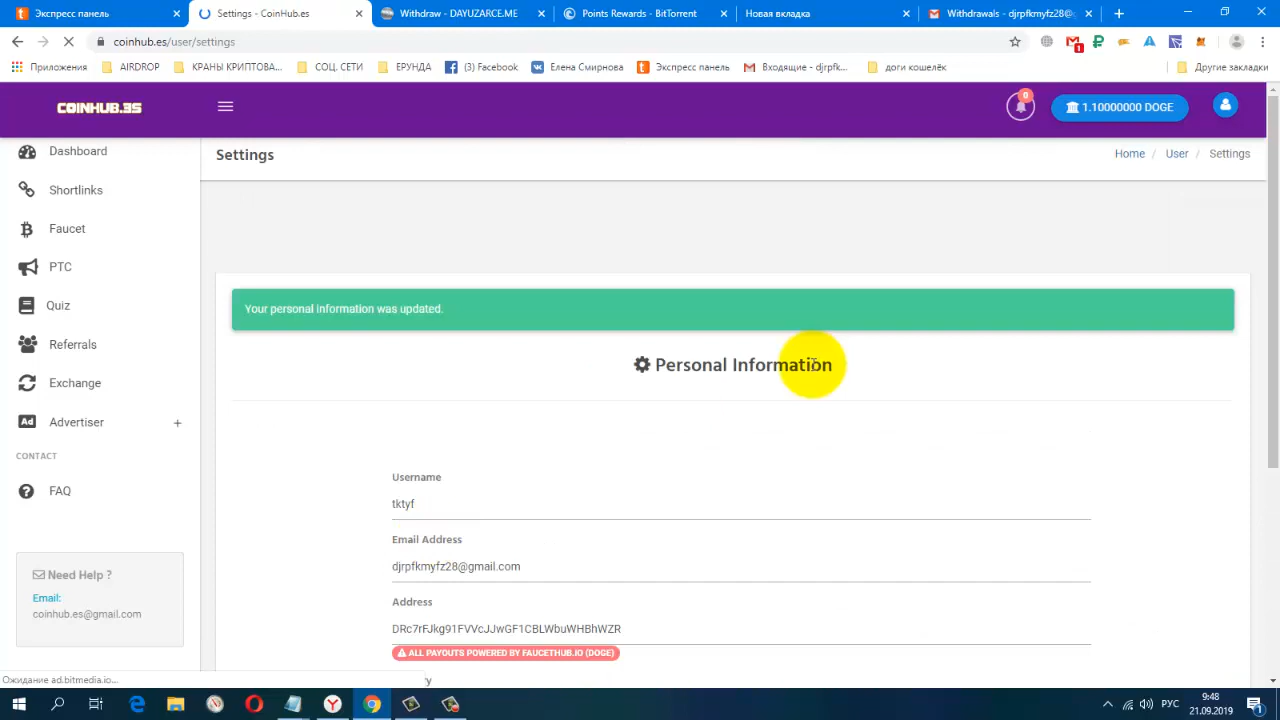 Экспресс панель
Settings - CoinHub.es
Withdraw - DAYUZARCE.ME
Points Rewards - BitTorrent
Новая вкладка
Withdrawals - djrpfkmyfz28@
coinhub.es/user/settings
1
Приложения
AIRDROP
КРАНЫ КРИПТОВА...
СОЦ. СЕТИ
ЕРУНДА
(3) Facebook
Елена Смирнова
Экспресс панель
Входящие - djrpfk...
доги кошелёк
Другие закладки
COINHUB.ES
0
1.10000000 DOGE
Dashboard
Shortlinks
Faucet
PTC
Quiz
Referrals
Exchange
Ad Advertiser +
CONTACT
FAQ
Need Help ?
Email:
coinhub.es@gmail.com
Settings
Home / User / Settings
Your personal information was updated.
Personal Information
Username
tktyf
Email Address
djrpfkmyfz28@gmail.com
Address
DRc7rFJkg91FVVcJJwGF1CBLWbuWHBhWZR
ALL PAYOUTS POWERED BY FAUCETHUB.IO (DOGE)
Ожидание ad.bitmedia.io...
РУС
9:48
21.09.2019
1